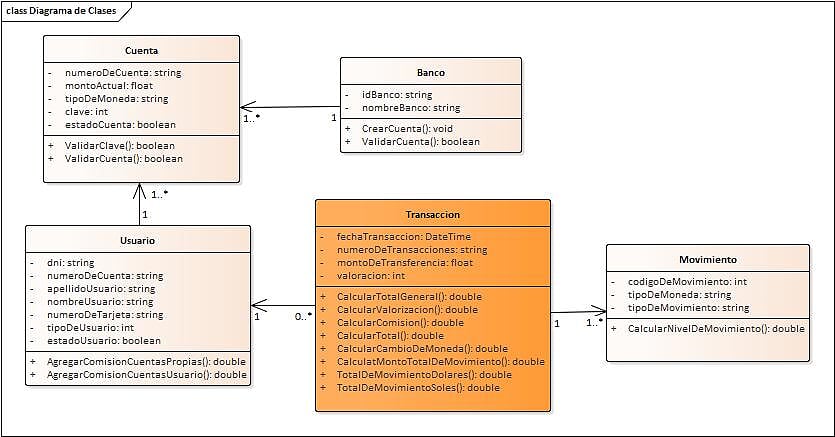 class Diagrama de Clases
Cuenta
- numeroDeCuenta: string
- montoActual: float
- tipoDeMoneda: string
- clave: int
- estadoCuenta: boolean
+ ValidarClave(): boolean
+ ValidarCuenta(): boolean
Banco
- idBanco: string
- nombreBanco: string
+ CrearCuenta(): void
+ ValidarCuenta(): boolean
1..*
1
1..*
1
Usuario
- dni: string
- numeroDeCuenta: string
- apellidoUsuario: string
- nombreUsuario: string
- numeroDeTarjeta: string
- tipoDeUsuario: int
- estadoUsuario: boolean
+ AgregarComisionCuentasPropias(): double
+ AgregarComisionCuentasUsuario(): double
1
0..*
Transaccion
- fechaTransaccion: DateTime
- numeroDeTransacciones: string
- montoDeTransferencia: float
- valoracion: int
+ CalcularTotalGeneral(): double
+ CalcularValorizacion(): double
+ CalcularComision(): double
+ CalcularTotal(): double
+ CalcularCambioDeMoneda(): double
+ CalculatMontoTotalDeMovimiento(): double
+ TotalDeMovimientoDolares(): double
+ TotalDeMovimientoSoles(): double
1
1..*
Movimiento
- codigoDeMovimiento: int
- tipoDeMoneda: string
- tipoDeMovimiento: string
+ CalcularNivelDeMovimiento(): double